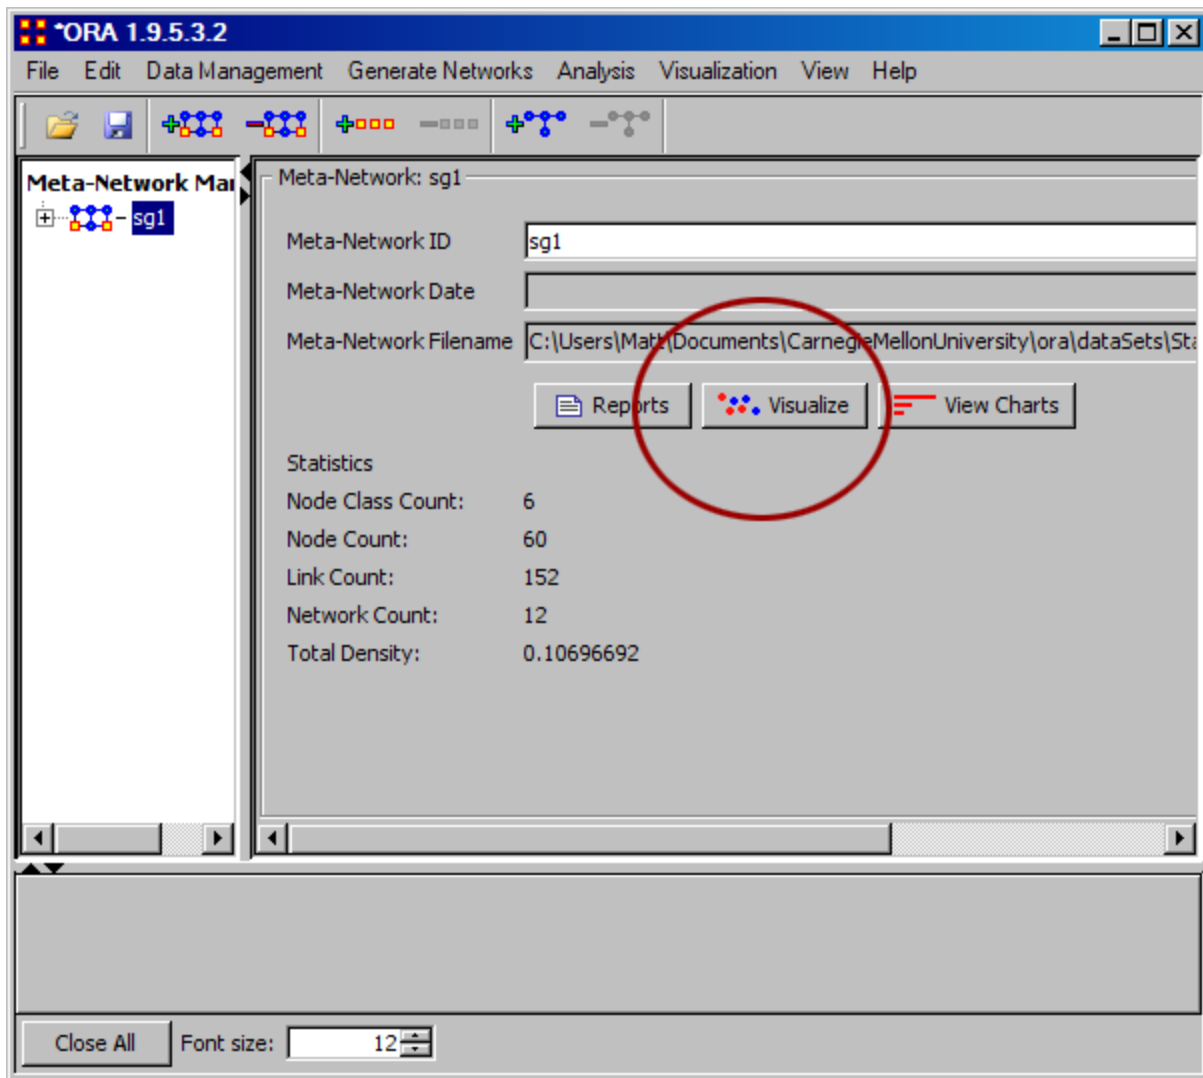 *ORA 1.9.5.3.2
File Edit Data Management Generate Networks Analysis Visualization View Help
Meta-Network Mar
sg1
Meta-Network: sg1
Meta-Network ID sg1
Meta-Network Date
Meta-Network Filename C:\Users\Matt\Documents\CarnegieMellonUniversity\ora\dataSets\Sta
Reports Visualize View Charts
Statistics
Node Class Count: 6
Node Count: 60
Link Count: 152
Network Count: 12
Total Density: 0.10696692
Close All Font size: 12